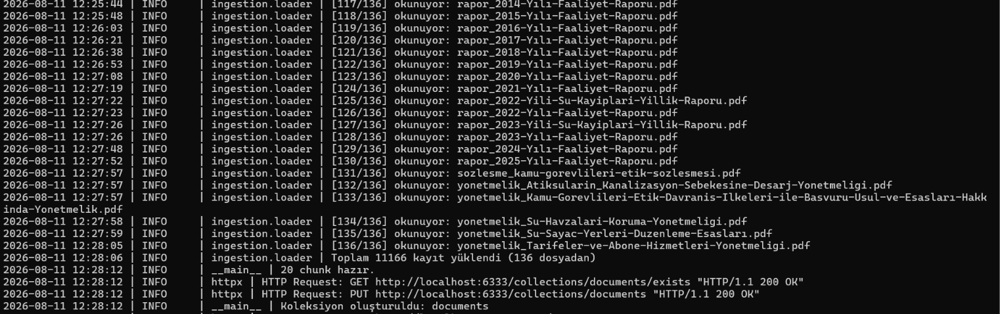 2026-08-11 12:25:44 | INFO     | ingestion.loader | [117/136] okunuyor: rapor_2014-Yılı-Faaliyet-Raporu.pdf
2026-08-11 12:25:48 | INFO     | ingestion.loader | [118/136] okunuyor: rapor_2015-Yılı-Faaliyet-Raporu.pdf
2026-08-11 12:26:03 | INFO     | ingestion.loader | [119/136] okunuyor: rapor_2016-Yılı-Faaliyet-Raporu.pdf
2026-08-11 12:26:21 | INFO     | ingestion.loader | [120/136] okunuyor: rapor_2017-Yılı-Faaliyet-Raporu.pdf
2026-08-11 12:26:38 | INFO     | ingestion.loader | [121/136] okunuyor: rapor_2018-Yılı-Faaliyet-Raporu.pdf
2026-08-11 12:26:53 | INFO     | ingestion.loader | [122/136] okunuyor: rapor_2019-Yılı-Faaliyet-Raporu.pdf
2026-08-11 12:27:08 | INFO     | ingestion.loader | [123/136] okunuyor: rapor_2020-Yılı-Faaliyet-Raporu.pdf
2026-08-11 12:27:19 | INFO     | ingestion.loader | [124/136] okunuyor: rapor_2021-Yılı-Faaliyet-Raporu.pdf
2026-08-11 12:27:22 | INFO     | ingestion.loader | [125/136] okunuyor: rapor_2022-Yili-Su-Kayiplari-Yillik-Raporu.pdf
2026-08-11 12:27:23 | INFO     | ingestion.loader | [126/136] okunuyor: rapor_2022-Yılı-Faaliyet-Raporu.pdf
2026-08-11 12:27:26 | INFO     | ingestion.loader | [127/136] okunuyor: rapor_2023-Yili-Su-Kayiplari-Yillik-Raporu.pdf
2026-08-11 12:27:26 | INFO     | ingestion.loader | [128/136] okunuyor: rapor_2023-Yılı-Faaliyet-Raporu.pdf
2026-08-11 12:27:48 | INFO     | ingestion.loader | [129/136] okunuyor: rapor_2024-Yılı-Faaliyet-Raporu.pdf
2026-08-11 12:27:52 | INFO     | ingestion.loader | [130/136] okunuyor: rapor_2025-Yılı-Faaliyet-Raporu.pdf
2026-08-11 12:27:57 | INFO     | ingestion.loader | [131/136] okunuyor: sozlesme_kamu-gorevlileri-etik-sozlesmesi.pdf
2026-08-11 12:27:57 | INFO     | ingestion.loader | [132/136] okunuyor: yonetmelik_Atiksularin_Kanalizasyon-Sebekesine-Desarj-Yonetmeligi.pdf
2026-08-11 12:27:57 | INFO     | ingestion.loader | [133/136] okunuyor: yonetmelik_Kamu-Gorevlileri-Etik-Davranis-Ilkeleri-ile-Basvuru-Usul-ve-Esasları-Hakk
inda-Yonetmelik.pdf
2026-08-11 12:27:58 | INFO     | ingestion.loader | [134/136] okunuyor: yonetmelik_Su-Havzalari-Koruma-Yonetmeligi.pdf
2026-08-11 12:27:59 | INFO     | ingestion.loader | [135/136] okunuyor: yonetmelik_Su-Sayac-Yerleri-Duzenleme-Esasları.pdf
2026-08-11 12:28:05 | INFO     | ingestion.loader | [136/136] okunuyor: yonetmelik_Tarifeler-ve-Abone-Hizmetleri-Yonetmeligi.pdf
2026-08-11 12:28:06 | INFO     | ingestion.loader | Toplam 11166 kayıt yüklendi (136 dosyadan)
2026-08-11 12:28:12 | INFO     | __main__ | 20 chunk hazır.
2026-08-11 12:28:12 | INFO     | httpx | HTTP Request: GET http://localhost:6333/collections/documents/exists "HTTP/1.1 200 OK"
2026-08-11 12:28:12 | INFO     | httpx | HTTP Request: PUT http://localhost:6333/collections/documents "HTTP/1.1 200 OK"
2026-08-11 12:28:12 | INFO     | __main__ | Koleksiyon oluşturuldu: documents